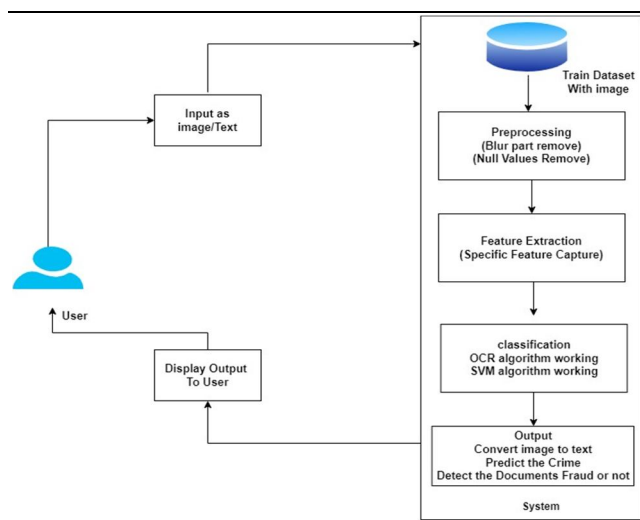 Train Dataset
With image
Input as
image/Text
Preprocessing
(Blur part remove)
(Null Values Remove)
Feature Extraction
(Specific Feature Capture)
User
classification
OCR algorithm working
SVM algorithm working
Display Output
To User
Output
Convert image to text
Predict the Crime
Detect the Documents Fraud or not
System